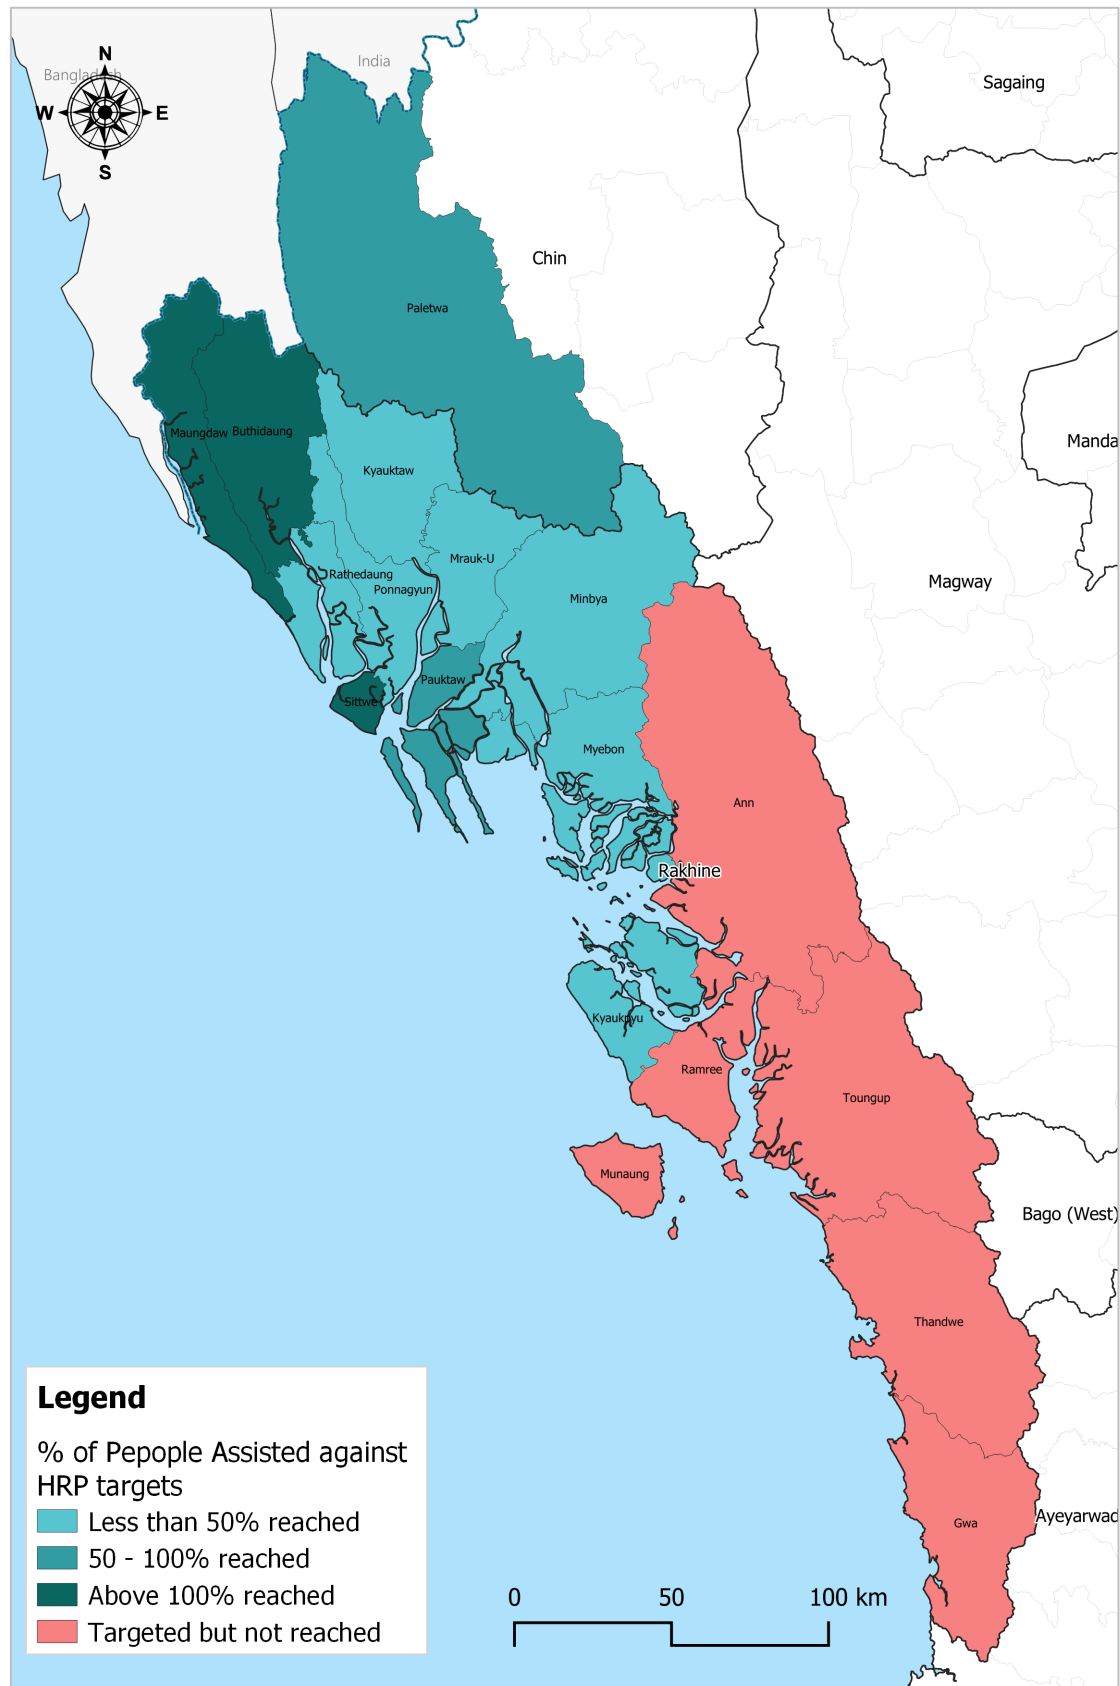 India
Bangladesh
N
W
E
S
Sagaing
Chin
Paletwa
Maungdaw
Buthidaung
Manda
Kyauktaw
Mrauk-U
Rathedaung
Ponnagyun
Minbya
Magway
Pauktaw
Sittwe
Myebon
Ann
Rakhine
Kyaukpyu
Ramree
Toungup
Munaung
Bago (West)
Thandwe
Gwa
Ayeyarwad
Legend
% of Pepople Assisted against
HRP targets
Less than 50% reached
50 - 100% reached
Above 100% reached
Targeted but not reached
0 50 100 km